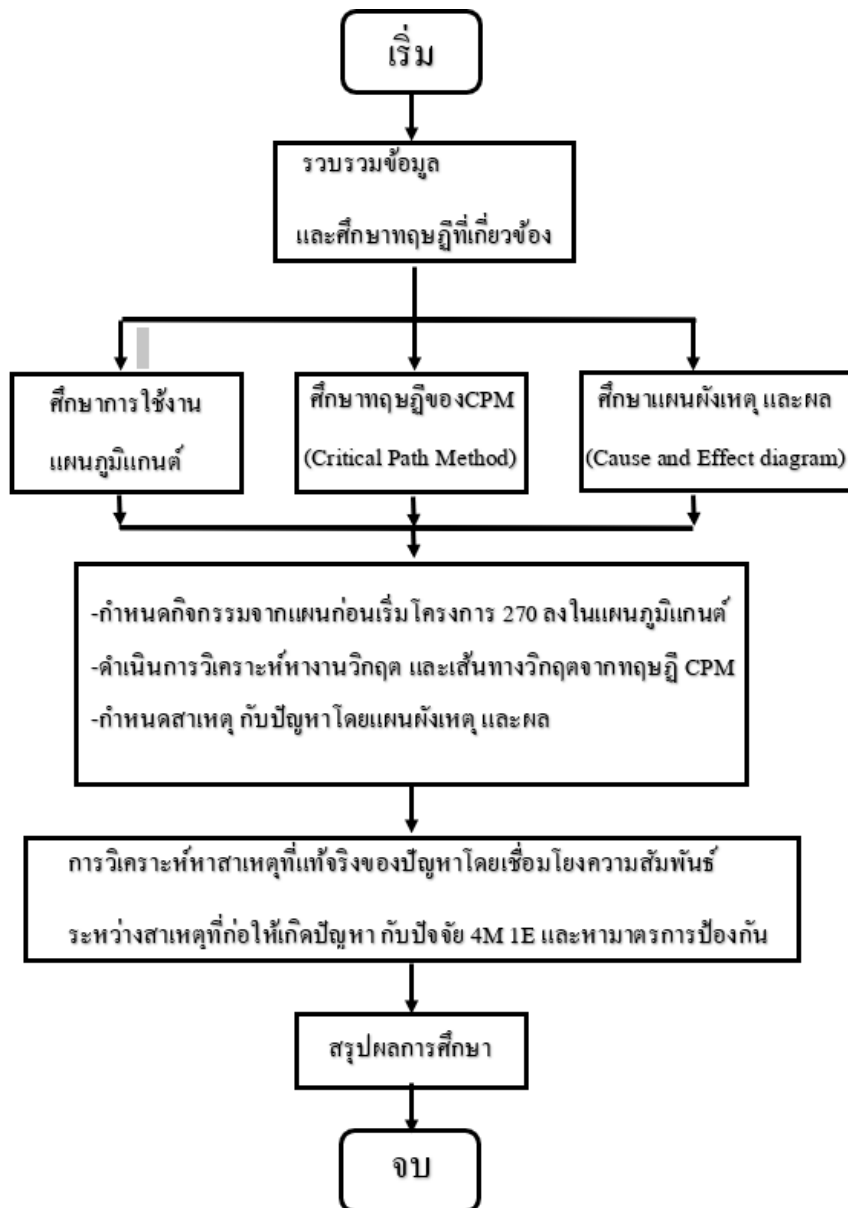 เริ่ม
รวบรวมข้อมูล
และศึกษาทฤษฎีที่เกี่ยวข้อง
ศึกษาการใช้งาน
แผนภูมิแกนต์
ศึกษาทฤษฎีของCPM
(Critical Path Method)
ศึกษาแผนผังเหตุ และผล
(Cause and Effect diagram)
-กำหนดกิจกรรมจากแผนก่อนเริ่มโครงการ 270 ลงในแผนภูมิแกนต์
-ดำเนินการวิเคราะห์หางานวิกฤต และเส้นทางวิกฤตจากทฤษฎี CPM
-กำหนดสาเหตุ กับปัญหาโดยแผนผังเหตุ และผล
การวิเคราะห์หาสาเหตุที่แท้จริงของปัญหาโดยเชื่อมโยงความสัมพันธ์
ระหว่างสาเหตุที่ก่อให้เกิดปัญหา กับปัจจัย 4M 1E และหามาตรการป้องกัน
สรุปผลการศึกษา
จบ